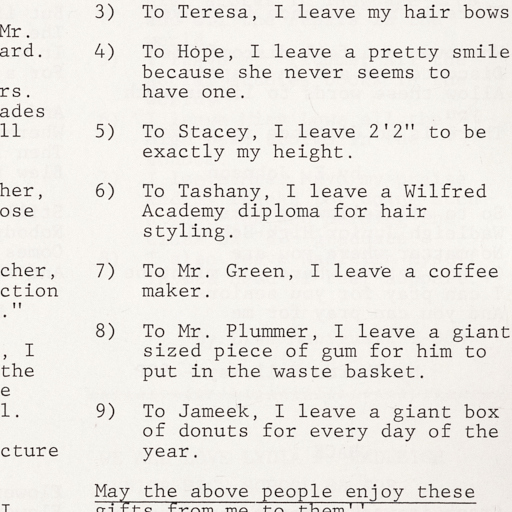 Mr.
ard.
rs.
ades
ll
her,
ose
cher,
ction
."
, I
the
e
l.
cture
3) To Teresa, I leave my hair bows
4) To Hope, I leave a pretty smile
because she never seems to
have one.
5) To Stacey, I leave 2'2" to be
exactly my height.
6) To Tashany, I leave a Wilfred
Academy diploma for hair
styling.
7) To Mr. Green, I leave a coffee
maker.
8) To Mr. Plummer, I leave a giant
sized piece of gum for him to
put in the waste basket.
9) To Jameek, I leave a giant box
of donuts for every day of the
year.
May the above people enjoy these
gifts from me to them''